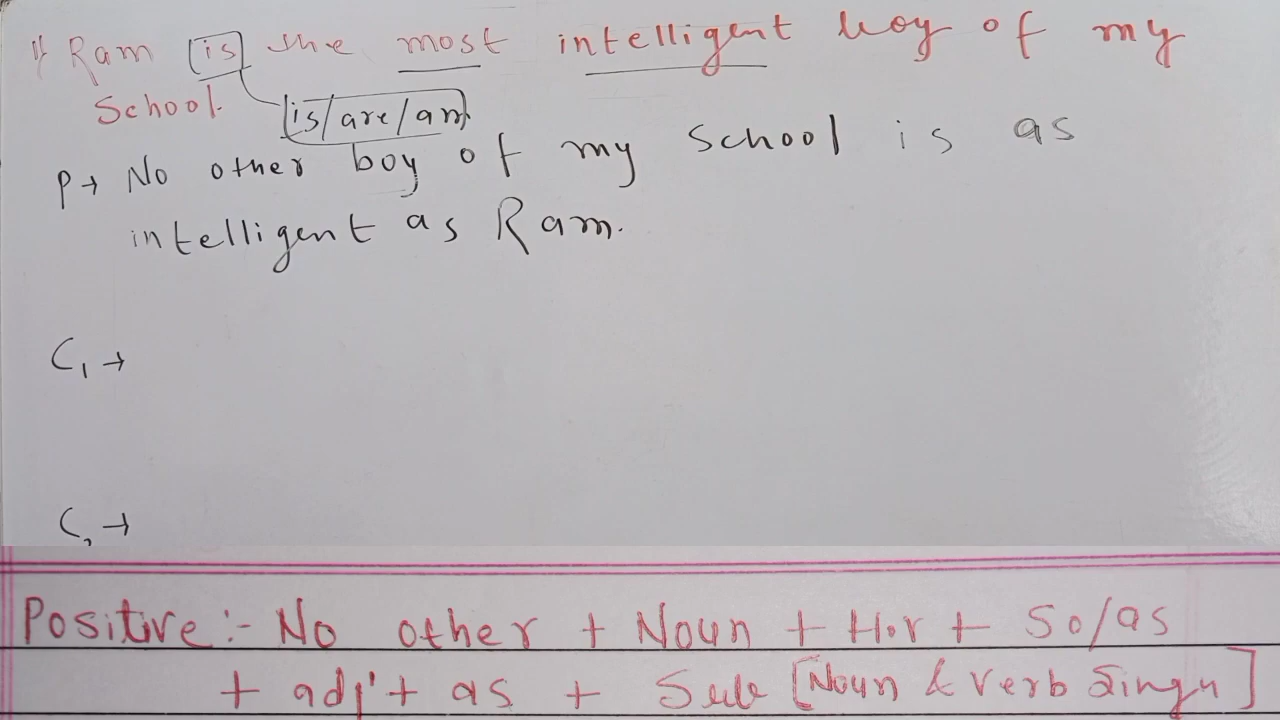 1) Ram is the most intelligent boy of my
School.
is/are/am
P→ No other boy of my School is as
intelligent as Ram.
C₁ →
C₂ →
Positive:- No other + Noun + H.v + So/as
+ adj' + as + Sub [Noun & Verb Singu]